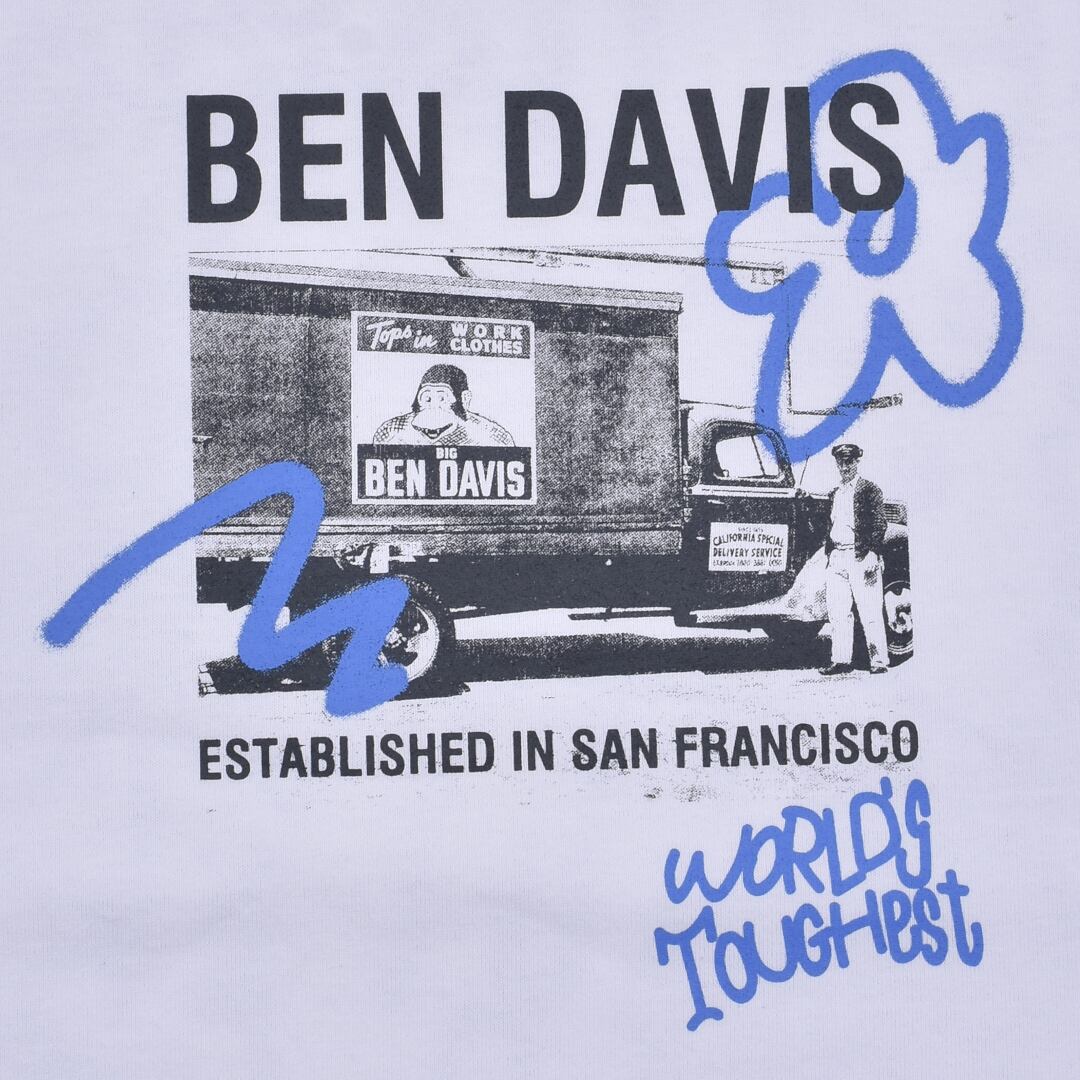 BEN DAVIS
Tops in WORK
CLOTHES
BIG
BEN DAVIS
CALIFORNIA SPECIAL
DELIVERY SERVICE
ESTABLISHED IN SAN FRANCISCO
WORLD'S
TOUGHEST